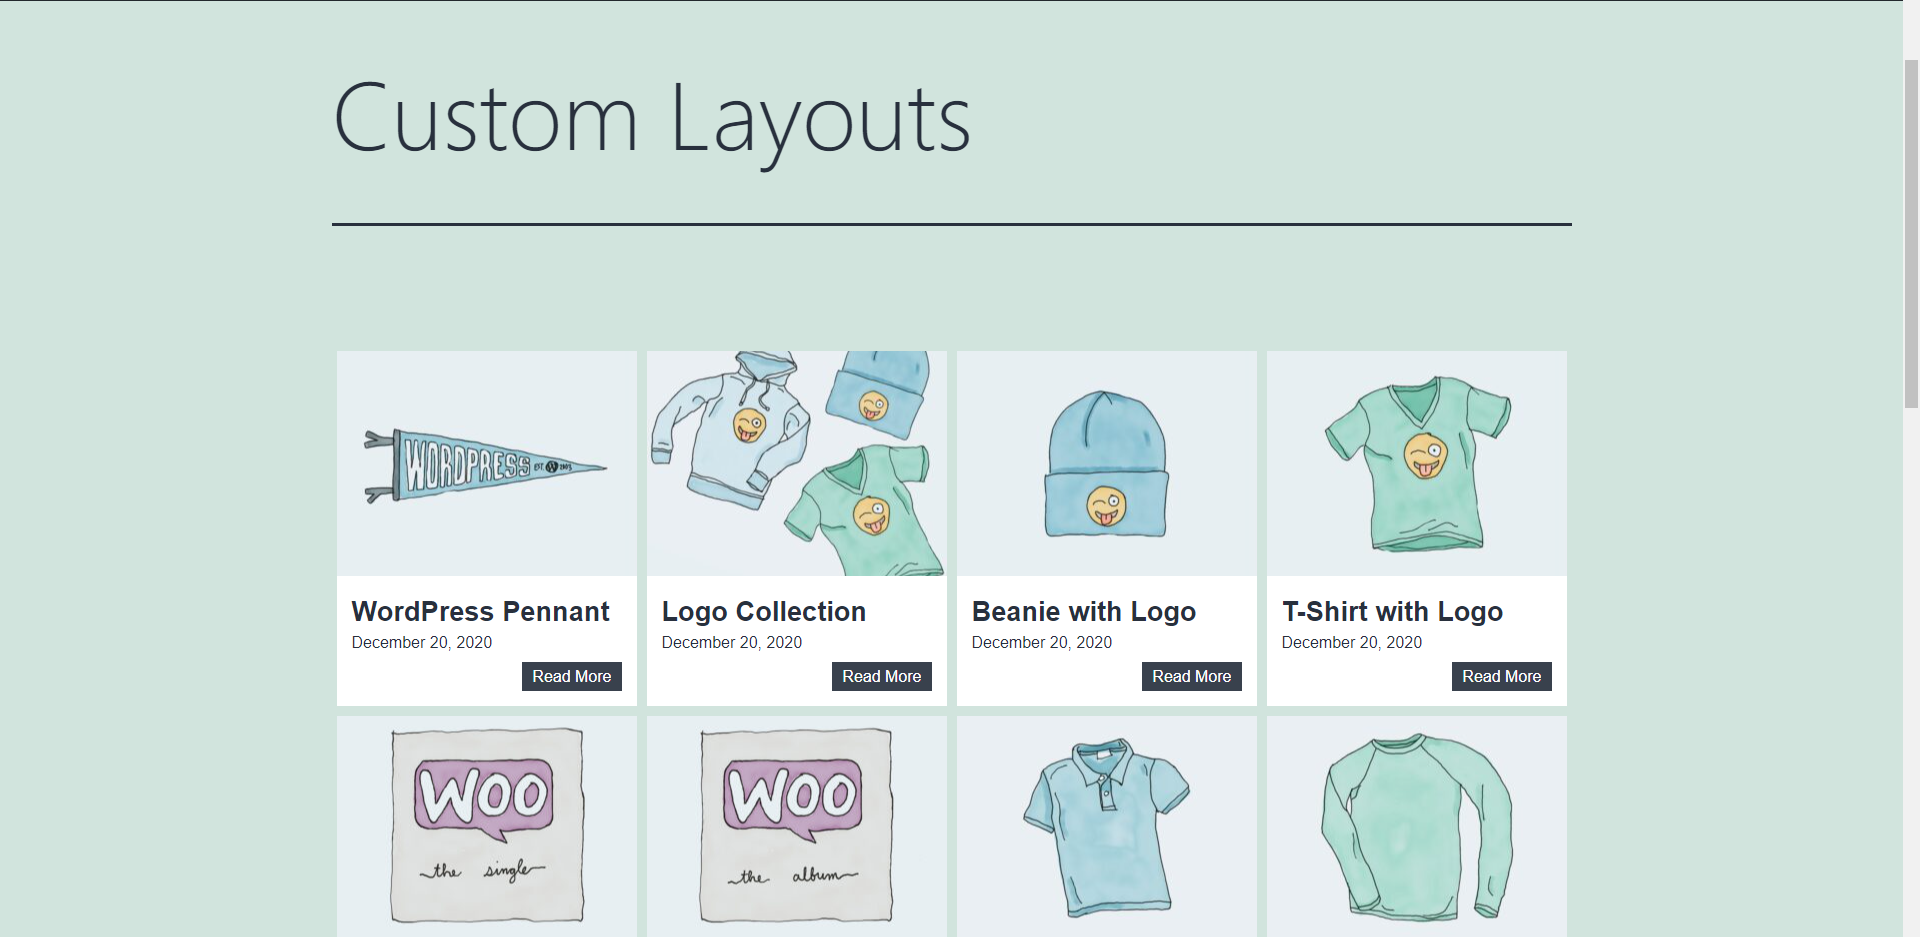 Custom Layouts
WORDPRESS EST. W 2003
WordPress Pennant
December 20, 2020
Read More
Logo Collection
December 20, 2020
Read More
Beanie with Logo
December 20, 2020
Read More
T-Shirt with Logo
December 20, 2020
Read More
WOO
the single
WOO
the album